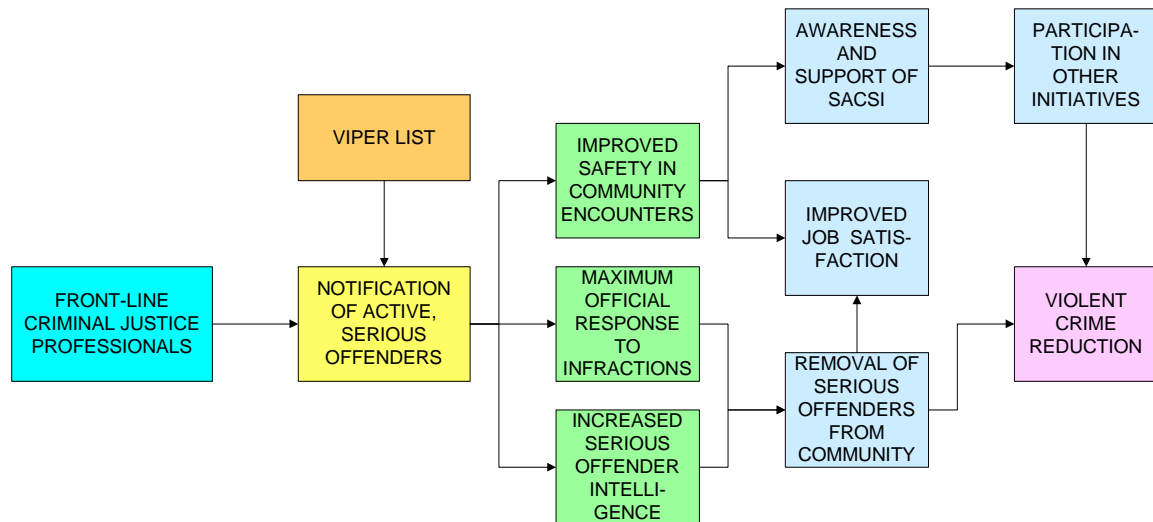 FRONT-LINE
CRIMINAL JUSTICE
PROFESSIONALS
VIPER LIST
NOTIFICATION
OF ACTIVE,
SERIOUS
OFFENDERS
IMPROVED
SAFETY IN
COMMUNITY
ENCOUNTERS
MAXIMUM
OFFICIAL
RESPONSE
TO
INFRACTIONS
INCREASED
SERIOUS
OFFENDER
INTELLI-
GENCE
AWARENESS
AND
SUPPORT OF
SACSI
IMPROVED
JOB SATIS-
FACTION
REMOVAL OF
SERIOUS
OFFENDERS
FROM
COMMUNITY
PARTICIPA-
TION IN
OTHER
INITIATIVES
VIOLENT
CRIME
REDUCTION